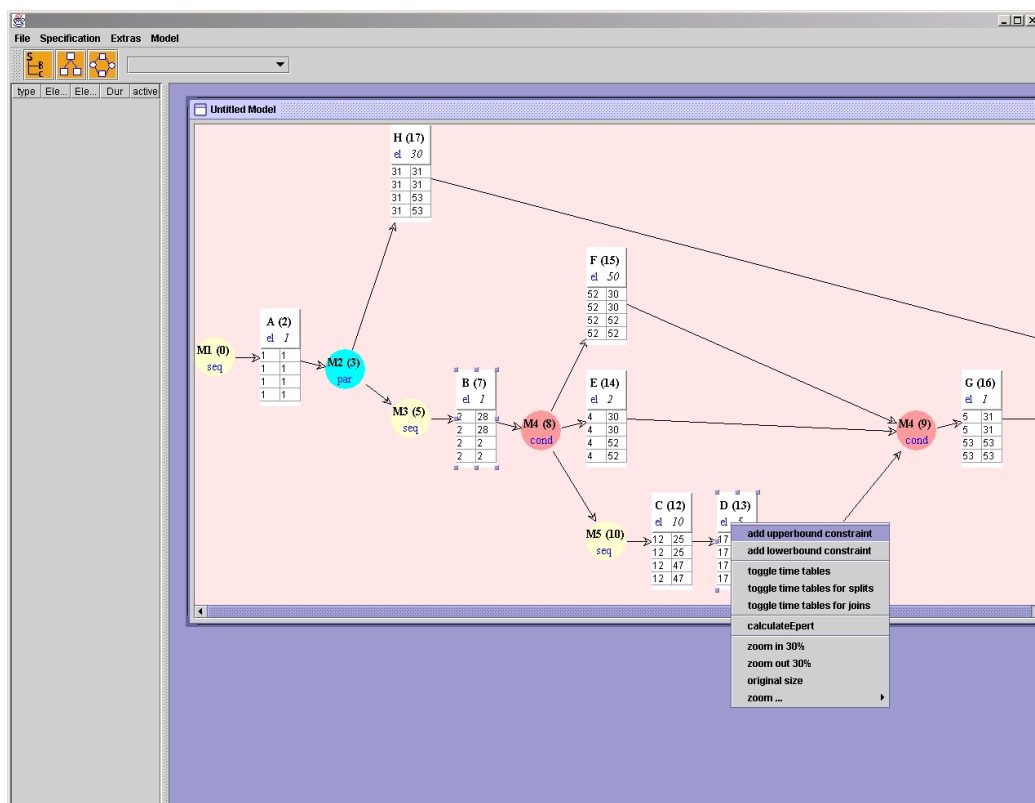 File Specification Extras Model
S
B
C
type Ele... Ele... Dur active
Untitled Model
H (17)
el 30
31 31
31 31
31 53
31 53
F (15)
el 50
52 30
52 30
52 52
52 52
A (2)
el 1
1 1
1 1
1 1
1 1
M1 (0)
seq
M2 (3)
par
M3 (5)
seq
B (7)
el 1
2 28
2 28
2 2
2 2
M4 (8)
cond
E (14)
el 2
4 30
4 30
4 52
4 52
M4 (9)
cond
G (16)
el 1
5 31
5 31
53 53
53 53
M5 (10)
seq
C (12)
el 10
12 25
12 25
12 47
12 47
D (13)
el 5
17
17
17
17
add upperbound constraint
add lowerbound constraint
toggle time tables
toggle time tables for splits
toggle time tables for joins
calculateEpert
zoom in 30%
zoom out 30%
original size
zoom ...